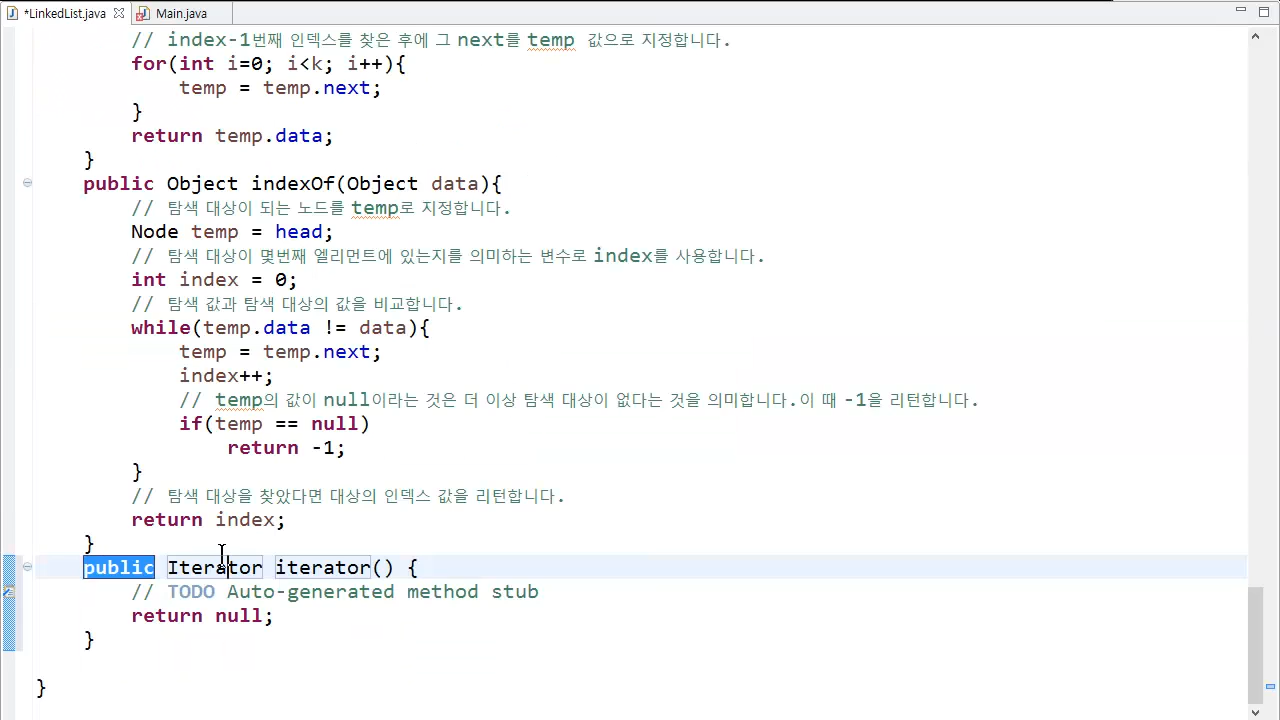 *LinkedList.java Main.java
// index-1번째 인덱스를 찾은 후에 그 next를 temp 값으로 지정합니다.
for(int i=0; i<k; i++){
temp = temp.next;
}
return temp.data;
}
public Object indexOf(Object data){
// 탐색 대상이 되는 노드를 temp로 지정합니다.
Node temp = head;
// 탐색 대상이 몇번째 엘리먼트에 있는지를 의미하는 변수로 index를 사용합니다.
int index = 0;
// 탐색 값과 탐색 대상의 값을 비교합니다.
while(temp.data != data){
temp = temp.next;
index++;
// temp의 값이 null이라는 것은 더 이상 탐색 대상이 없다는 것을 의미합니다.이 때 -1을 리턴합니다.
if(temp == null)
return -1;
}
// 탐색 대상을 찾았다면 대상의 인덱스 값을 리턴합니다.
return index;
}
public Iterator iterator() {
// TODO Auto-generated method stub
return null;
}
}